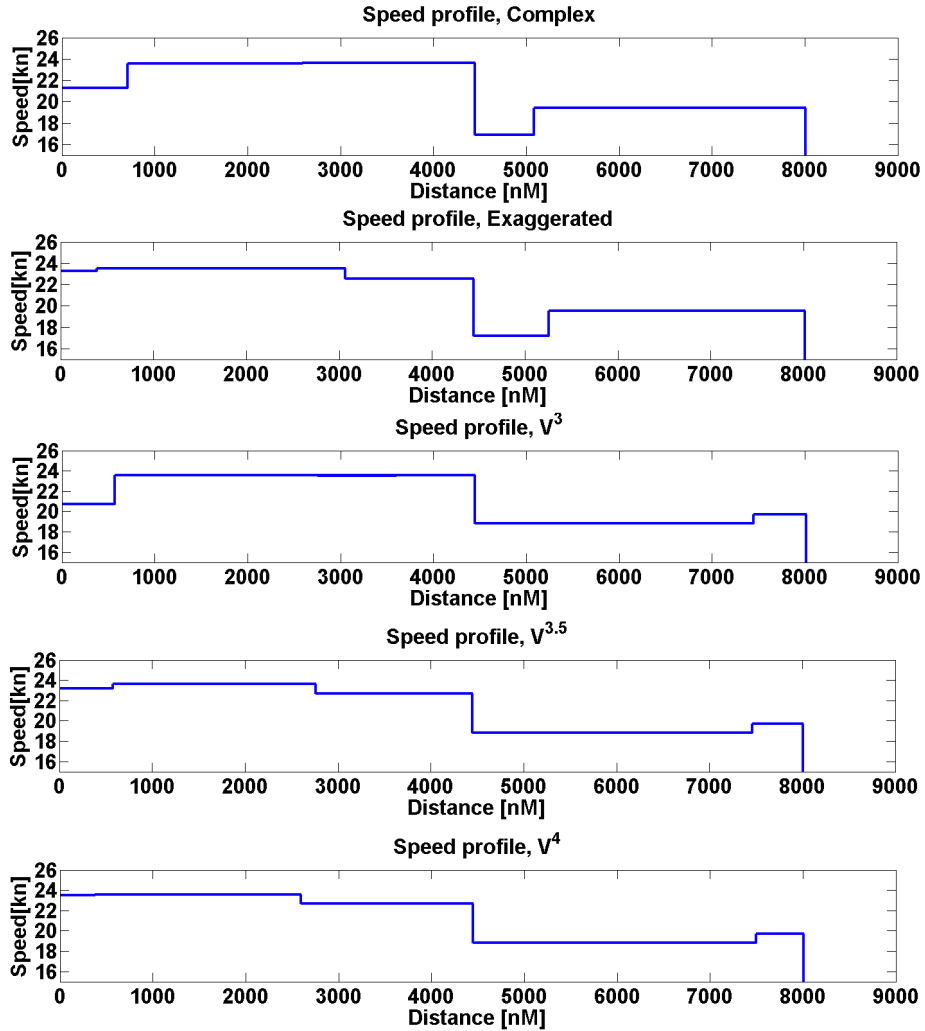 Speed profile, Complex
Speed[kn]
26
24
22
20
18
16
0 1000 2000 3000 4000 5000 6000 7000 8000 9000
Distance [nM]
Speed profile, Exaggerated
Speed[kn]
26
24
22
20
18
16
0 1000 2000 3000 4000 5000 6000 7000 8000 9000
Distance [nM]
Speed profile, V³
Speed[kn]
26
24
22
20
18
16
0 1000 2000 3000 4000 5000 6000 7000 8000 9000
Distance [nM]
Speed profile, V³·⁵
Speed[kn]
26
24
22
20
18
16
0 1000 2000 3000 4000 5000 6000 7000 8000 9000
Distance [nM]
Speed profile, V⁴
Speed[kn]
26
24
22
20
18
16
0 1000 2000 3000 4000 5000 6000 7000 8000 9000
Distance [nM]